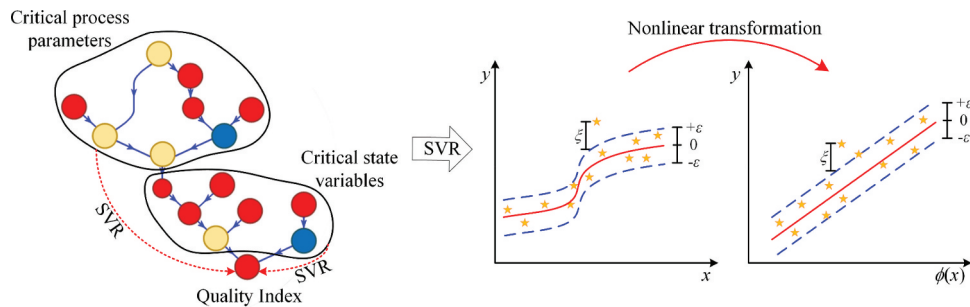 Critical process
parameters
Critical state
variables
SVR
SVR
Quality Index
SVR
Nonlinear transformation
y
ξ
+ε
0
-ε
x
y
ξ
+ε
0
-ε
ϕ(x)